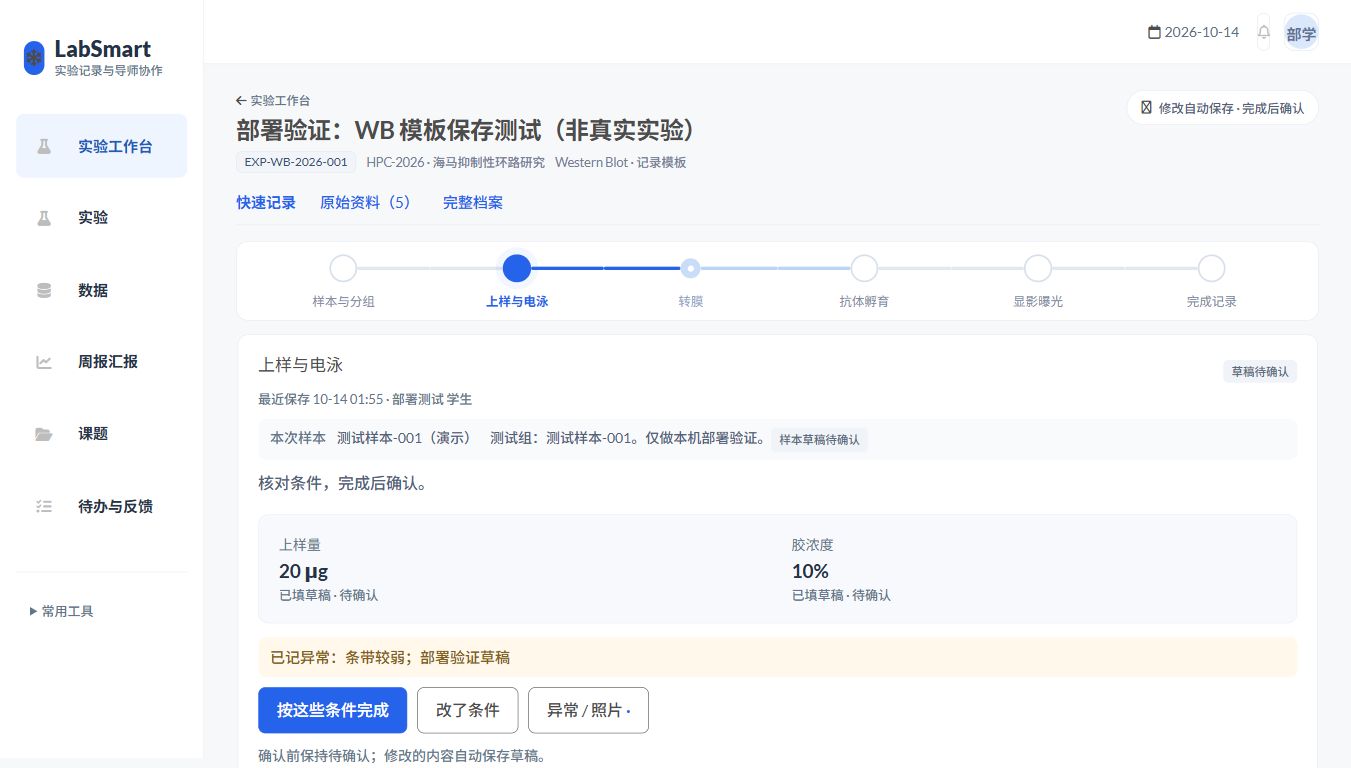 LabSmart
实验记录与导师协作
2026-10-14
部学
实验工作台
实验
数据
周报汇报
课题
待办与反馈
常用工具
← 实验工作台
修改自动保存 · 完成后确认
部署验证：WB 模板保存测试（非真实实验）
EXP-WB-2026-001 HPC-2026 · 海马抑制性环路研究 Western Blot · 记录模板
快速记录 原始资料（5） 完整档案
样本与分组 上样与电泳 转膜 抗体孵育 显影曝光 完成记录
上样与电泳
草稿待确认
最近保存 10-14 01:55 · 部署测试 学生
本次样本 测试样本-001（演示） 测试组：测试样本-001。仅做本机部署验证。 样本草稿待确认
核对条件，完成后确认。
上样量 胶浓度
20 µg 10%
已填草稿 · 待确认 已填草稿 · 待确认
已记异常：条带较弱；部署验证草稿
按这些条件完成 改了条件 异常 / 照片 ·
确认前保持待确认；修改的内容自动保存草稿。